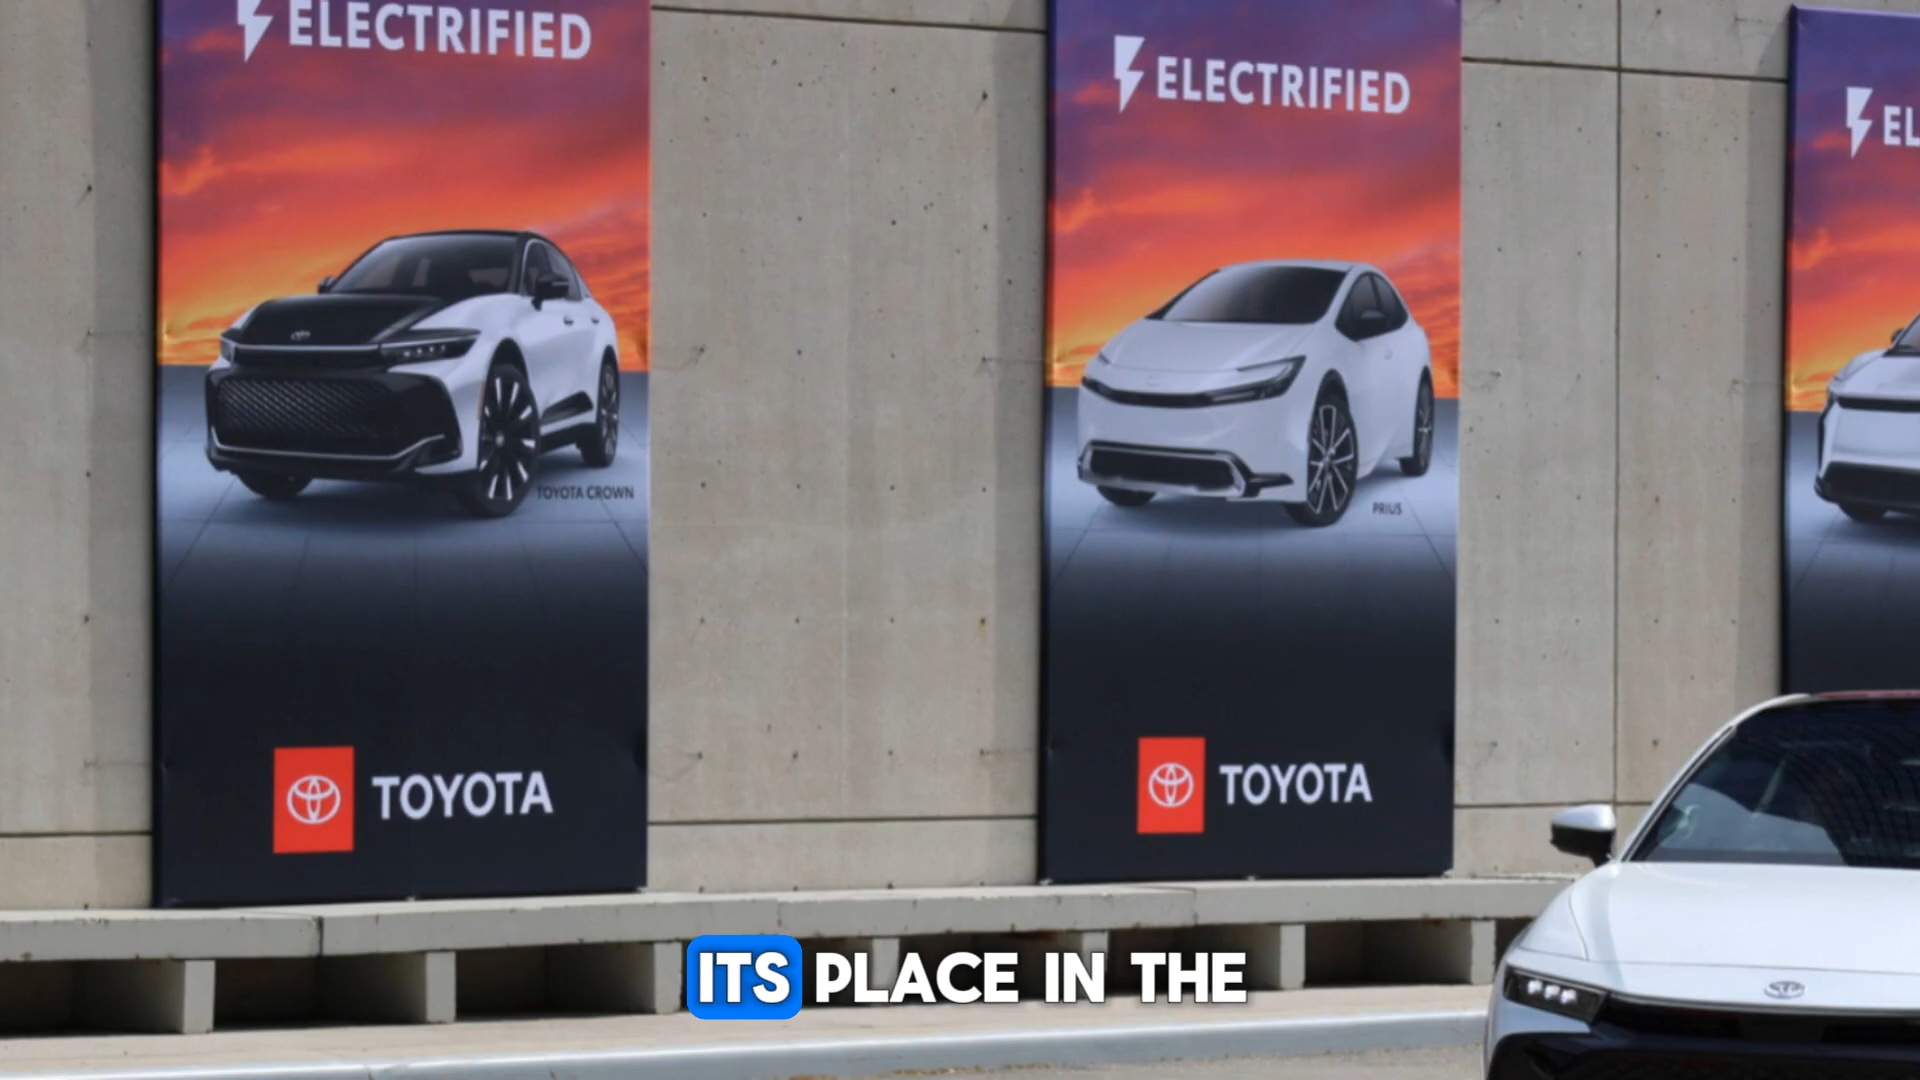 ELECTRIFIED
TOYOTA CROWN
TOYOTA
ELECTRIFIED
PRIUS
TOYOTA
EL
ITS PLACE IN THE